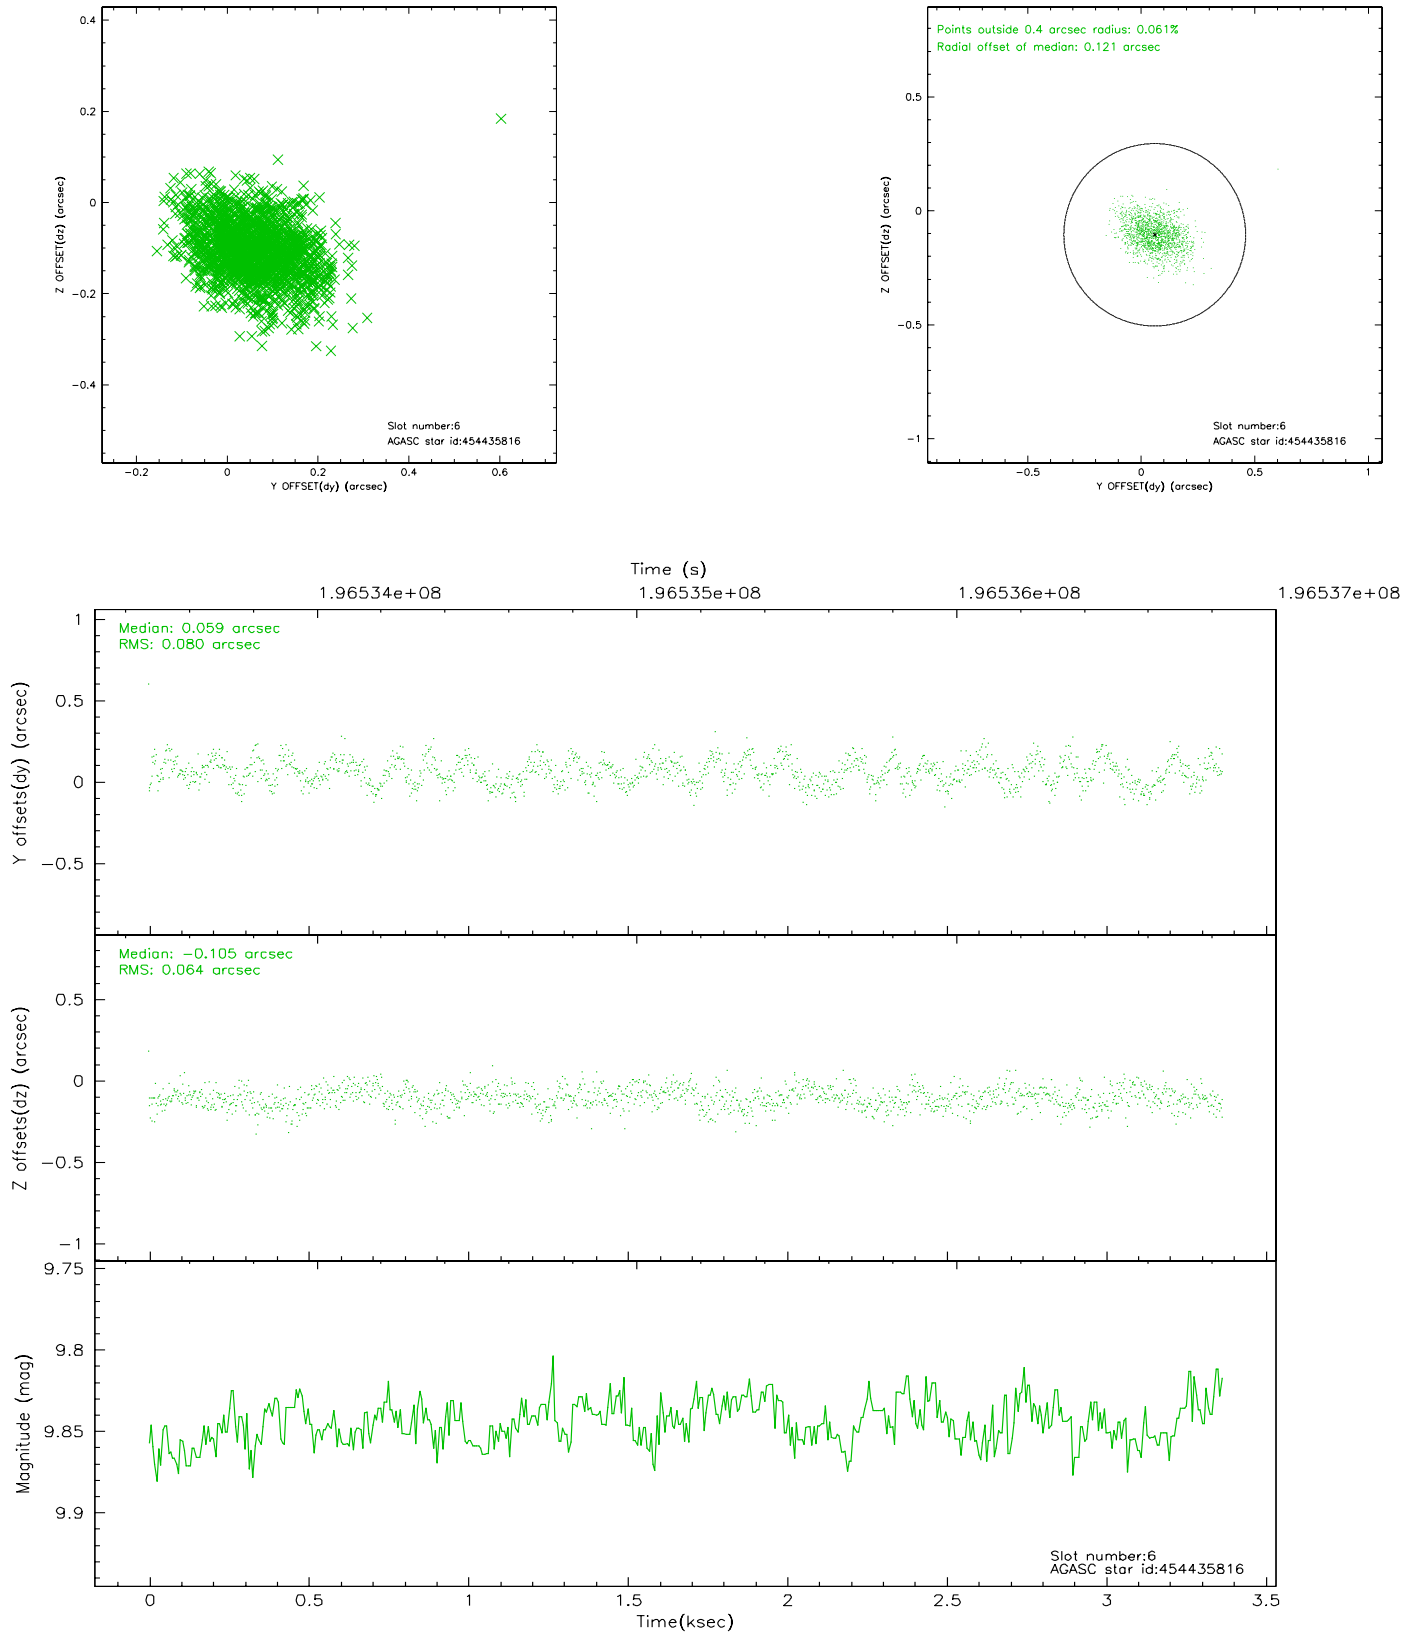 0.4
0.2
0
−0.2
−0.4
Z OFFSET(dz) (arcsec)
−0.2 0 0.2 0.4 0.6
Y OFFSET(dy) (arcsec)
Slot number:6
AGASC star id:454435816
Points outside 0.4 arcsec radius: 0.061%
Radial offset of median: 0.121 arcsec
0.5
0
−0.5
−1
Z OFFSET(dz) (arcsec)
−0.5 0 0.5 1
Y OFFSET(dy) (arcsec)
Slot number:6
AGASC star id:454435816
Time (s)
1.96534e+08 1.96535e+08 1.96536e+08 1.96537e+08
Median: 0.059 arcsec
RMS: 0.080 arcsec
1
0.5
0
−0.5
Y offsets(dy) (arcsec)
Median: −0.105 arcsec
RMS: 0.064 arcsec
0.5
0
−0.5
−1
Z offsets(dz) (arcsec)
9.75
9.8
9.85
9.9
Magnitude (mag)
Slot number:6
AGASC star id:454435816
0 0.5 1 1.5 2 2.5 3 3.5
Time(ksec)